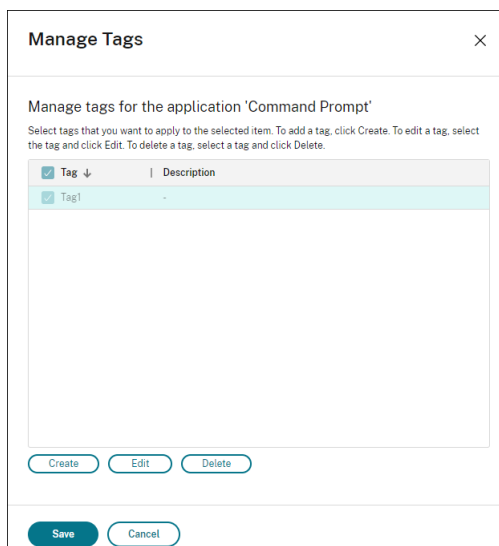 Manage Tags
Manage tags for the application 'Command Prompt'
Select tags that you want to apply to the selected item. To add a tag, click Create. To edit a tag, select
the tag and click Edit. To delete a tag, select a tag and click Delete.
Tag ↓ | Description
Tag1 -
Create Edit Delete
Save Cancel